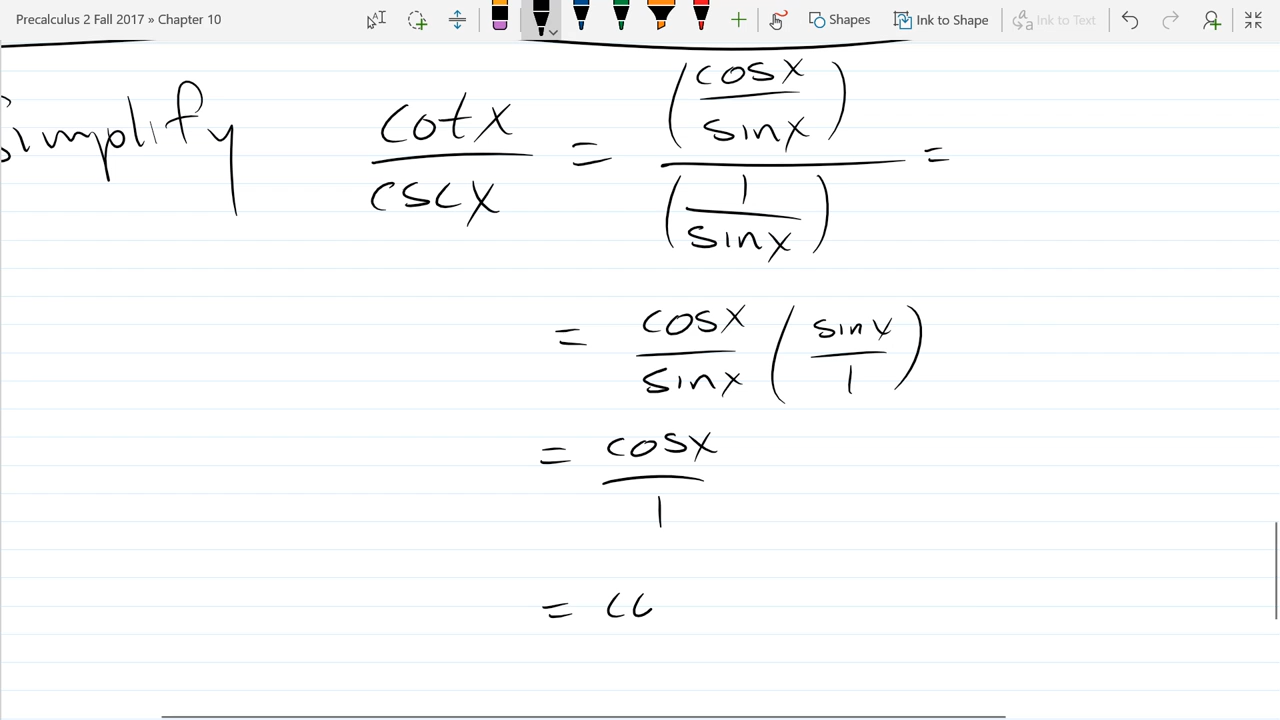 Precalculus 2 Fall 2017 » Chapter 10 Shapes Ink to Shape Ink to Text
Simplify cot x / csc x = (cos x / sin x) / (1 / sin x) =
= cos x / sin x (sin x / 1)
= cos x / 1
= co